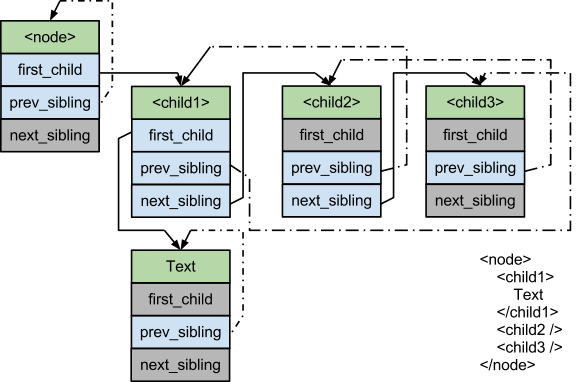 <node>
first_child
prev_sibling
next_sibling
<child1>
first_child
prev_sibling
next_sibling
<child2>
first_child
prev_sibling
next_sibling
<child3>
first_child
prev_sibling
next_sibling
Text
first_child
prev_sibling
next_sibling
<node>
<child1>
Text
</child1>
<child2 />
<child3 />
</node>